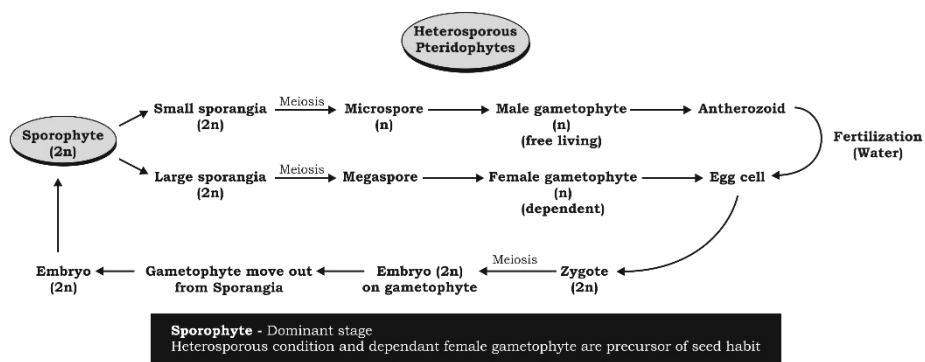 Heterosporous
Pteridophytes
Small sporangia
(2n)
Meiosis
Microspore
(n)
Male gametophyte
(n)
(free living)
Antherozoid
Sporophyte
(2n)
Fertilization
(Water)
Large sporangia
(2n)
Meiosis
Megaspore
Female gametophyte
(n)
(dependent)
Egg cell
Embryo
(2n)
Gametophyte move out
from Sporangia
Embryo (2n)
on gametophyte
Meiosis
Zygote
(2n)
Sporophyte - Dominant stage
Heterosporous condition and dependant female gametophyte are precursor of seed habit